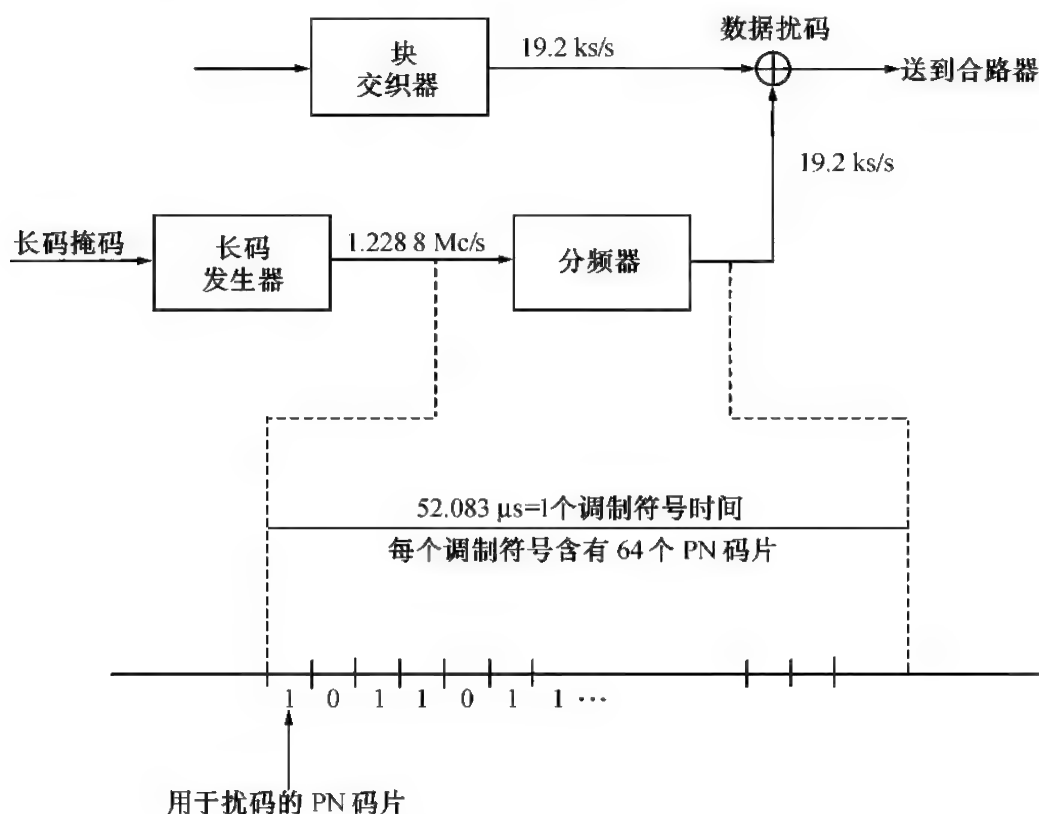 数据扰码
块
交织器
19.2 ks/s
送到合路器
19.2 ks/s
长码掩码
长码
发生器
1.228 8 Mc/s
分频器
52.083 μs=1个调制符号时间
每个调制符号含有 64 个 PN 码片
1 0 1 1 0 1 1 …
用于扰码的 PN 码片